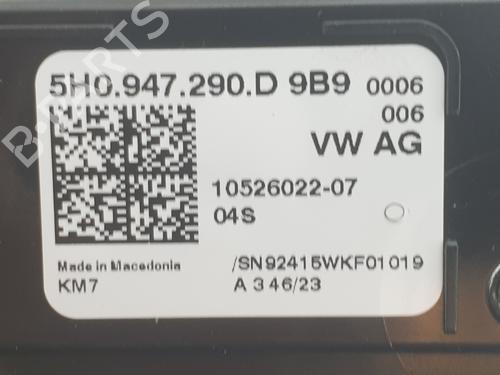 B-PARTS
5H0.947.290.D 9B9 0006
006
VW AG
10526022-07
04S
Made in Macedonia
/SN92415WKF01019
KM7
A 3 46/23